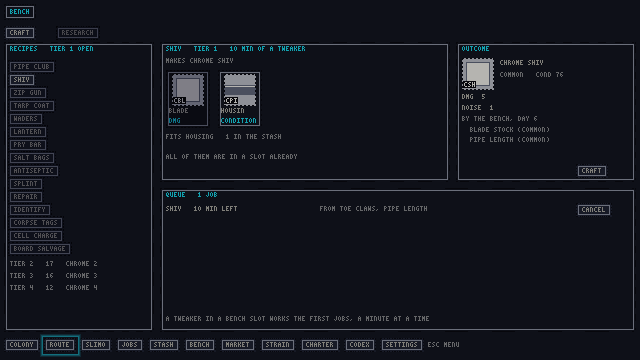 BENCH
CRAFT RESEARCH
RECIPES TIER 1 OPEN
PIPE CLUB
SHIV
ZIP GUN
TARP COAT
WADERS
LANTERN
PRY BAR
SALT BAGS
ANTISEPTIC
SPLINT
REPAIR
IDENTIFY
CORPSE TAGS
CELL CHARGE
BOARD SALVAGE
TIER 2 17 CHROME 2
TIER 3 16 CHROME 3
TIER 4 12 CHROME 4
SHIV TIER 1 10 MIN OF A TWEAKER
MAKES CHROME SHIV
CBL CPI
BLADE HOUSIN
DMG CONDITION
FITS HOUSING 1 IN THE STASH
ALL OF THEM ARE IN A SLOT ALREADY
OUTCOME
CSH
CHROME SHIV
COMMON COND 76
DMG 5
NOISE 1
BY THE BENCH, DAY 6
BLADE STOCK (COMMON)
PIPE LENGTH (COMMON)
CRAFT
QUEUE 1 JOB
SHIV 10 MIN LEFT FROM TOE CLAWS, PIPE LENGTH CANCEL
A TWEAKER IN A BENCH SLOT WORKS THE FIRST JOBS, A MINUTE AT A TIME
COLONY ROUTE SLIMO JOBS STASH BENCH MARKET STRAIN CHARTER CODEX SETTINGS ESC MENU